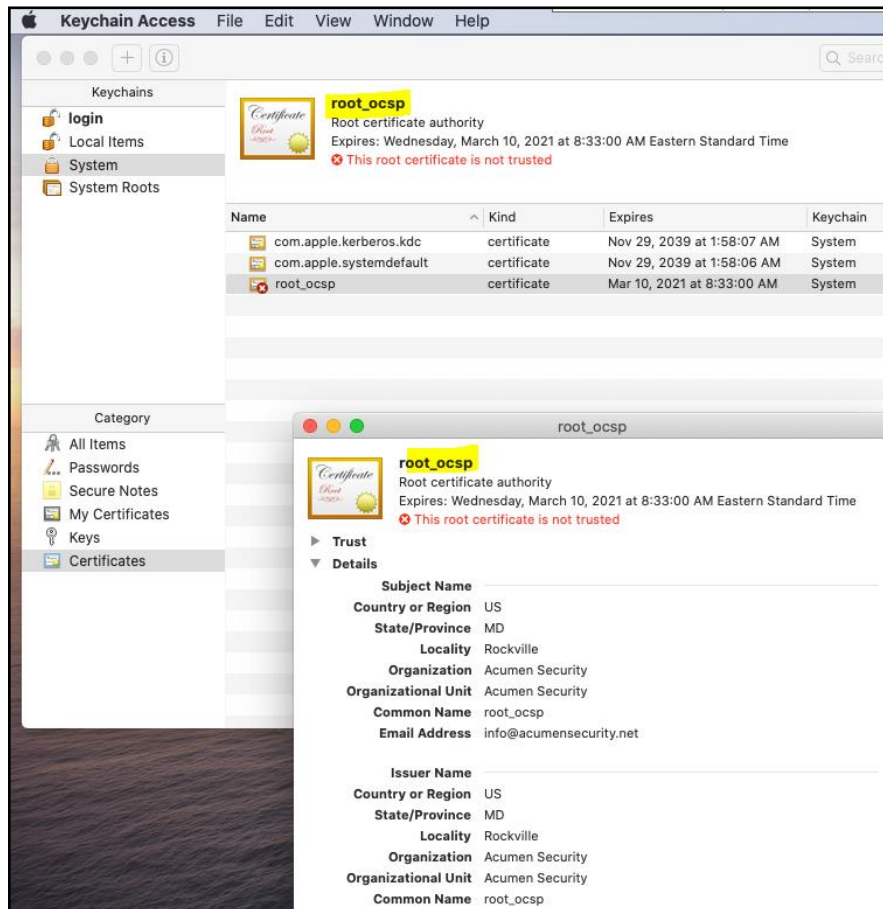 Keychain Access File Edit View Window Help
Keychains
login
Local Items
System
System Roots
root_ocsp
Root certificate authority
Expires: Wednesday, March 10, 2021 at 8:33:00 AM Eastern Standard Time
This root certificate is not trusted
Name Kind Expires Keychain
com.apple.kerberos.kdc certificate Nov 29, 2039 at 1:58:07 AM System
com.apple.systemdefault certificate Nov 29, 2039 at 1:58:06 AM System
root_ocsp certificate Mar 10, 2021 at 8:33:00 AM System
Category
All Items
Passwords
Secure Notes
My Certificates
Keys
Certificates
root_ocsp
root_ocsp
Root certificate authority
Expires: Wednesday, March 10, 2021 at 8:33:00 AM Eastern Standard Time
This root certificate is not trusted
Trust
Details
Subject Name
Country or Region US
State/Province MD
Locality Rockville
Organization Acumen Security
Organizational Unit Acumen Security
Common Name root_ocsp
Email Address info@acumensecurity.net
Issuer Name
Country or Region US
State/Province MD
Locality Rockville
Organization Acumen Security
Organizational Unit Acumen Security
Common Name root_ocsp